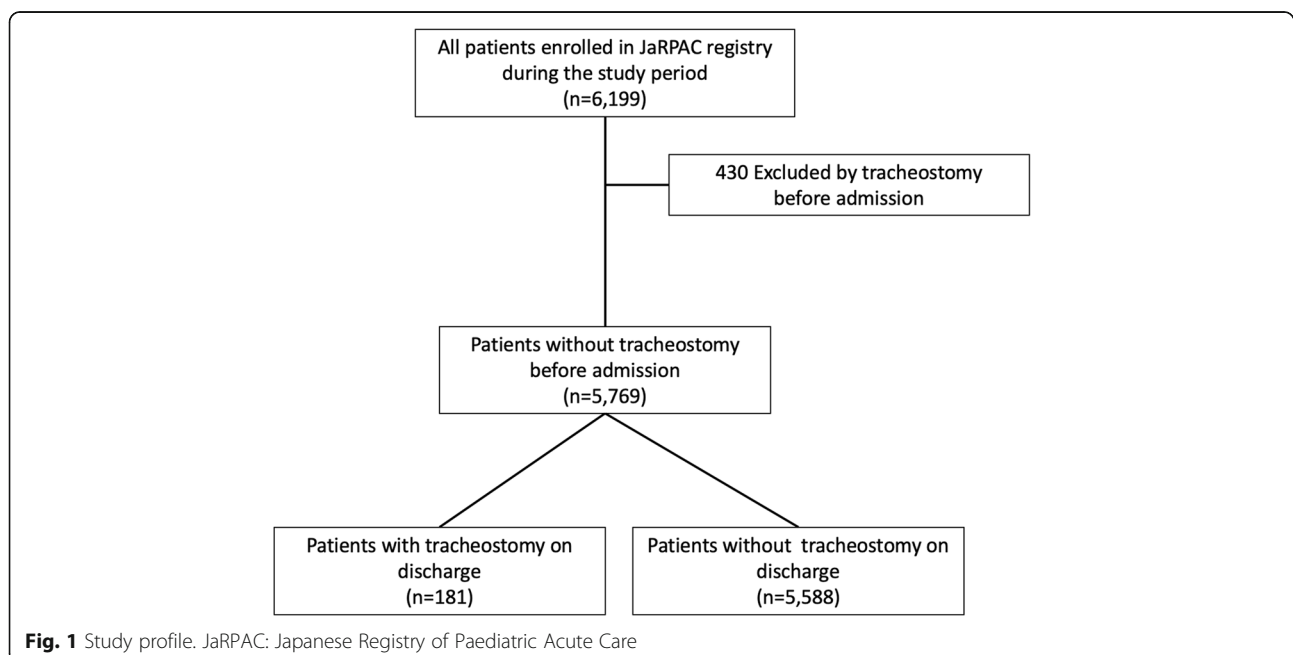 All patients enrolled in JaRPAC registry
during the study period
(n=6,199)
430 Excluded by tracheostomy
before admission
Patients without tracheostomy
before admission
(n=5,769)
Patients with tracheostomy on
discharge
(n=181)
Patients without tracheostomy on
discharge
(n=5,588)
Fig. 1 Study profile. JaRPAC: Japanese Registry of Paediatric Acute Care